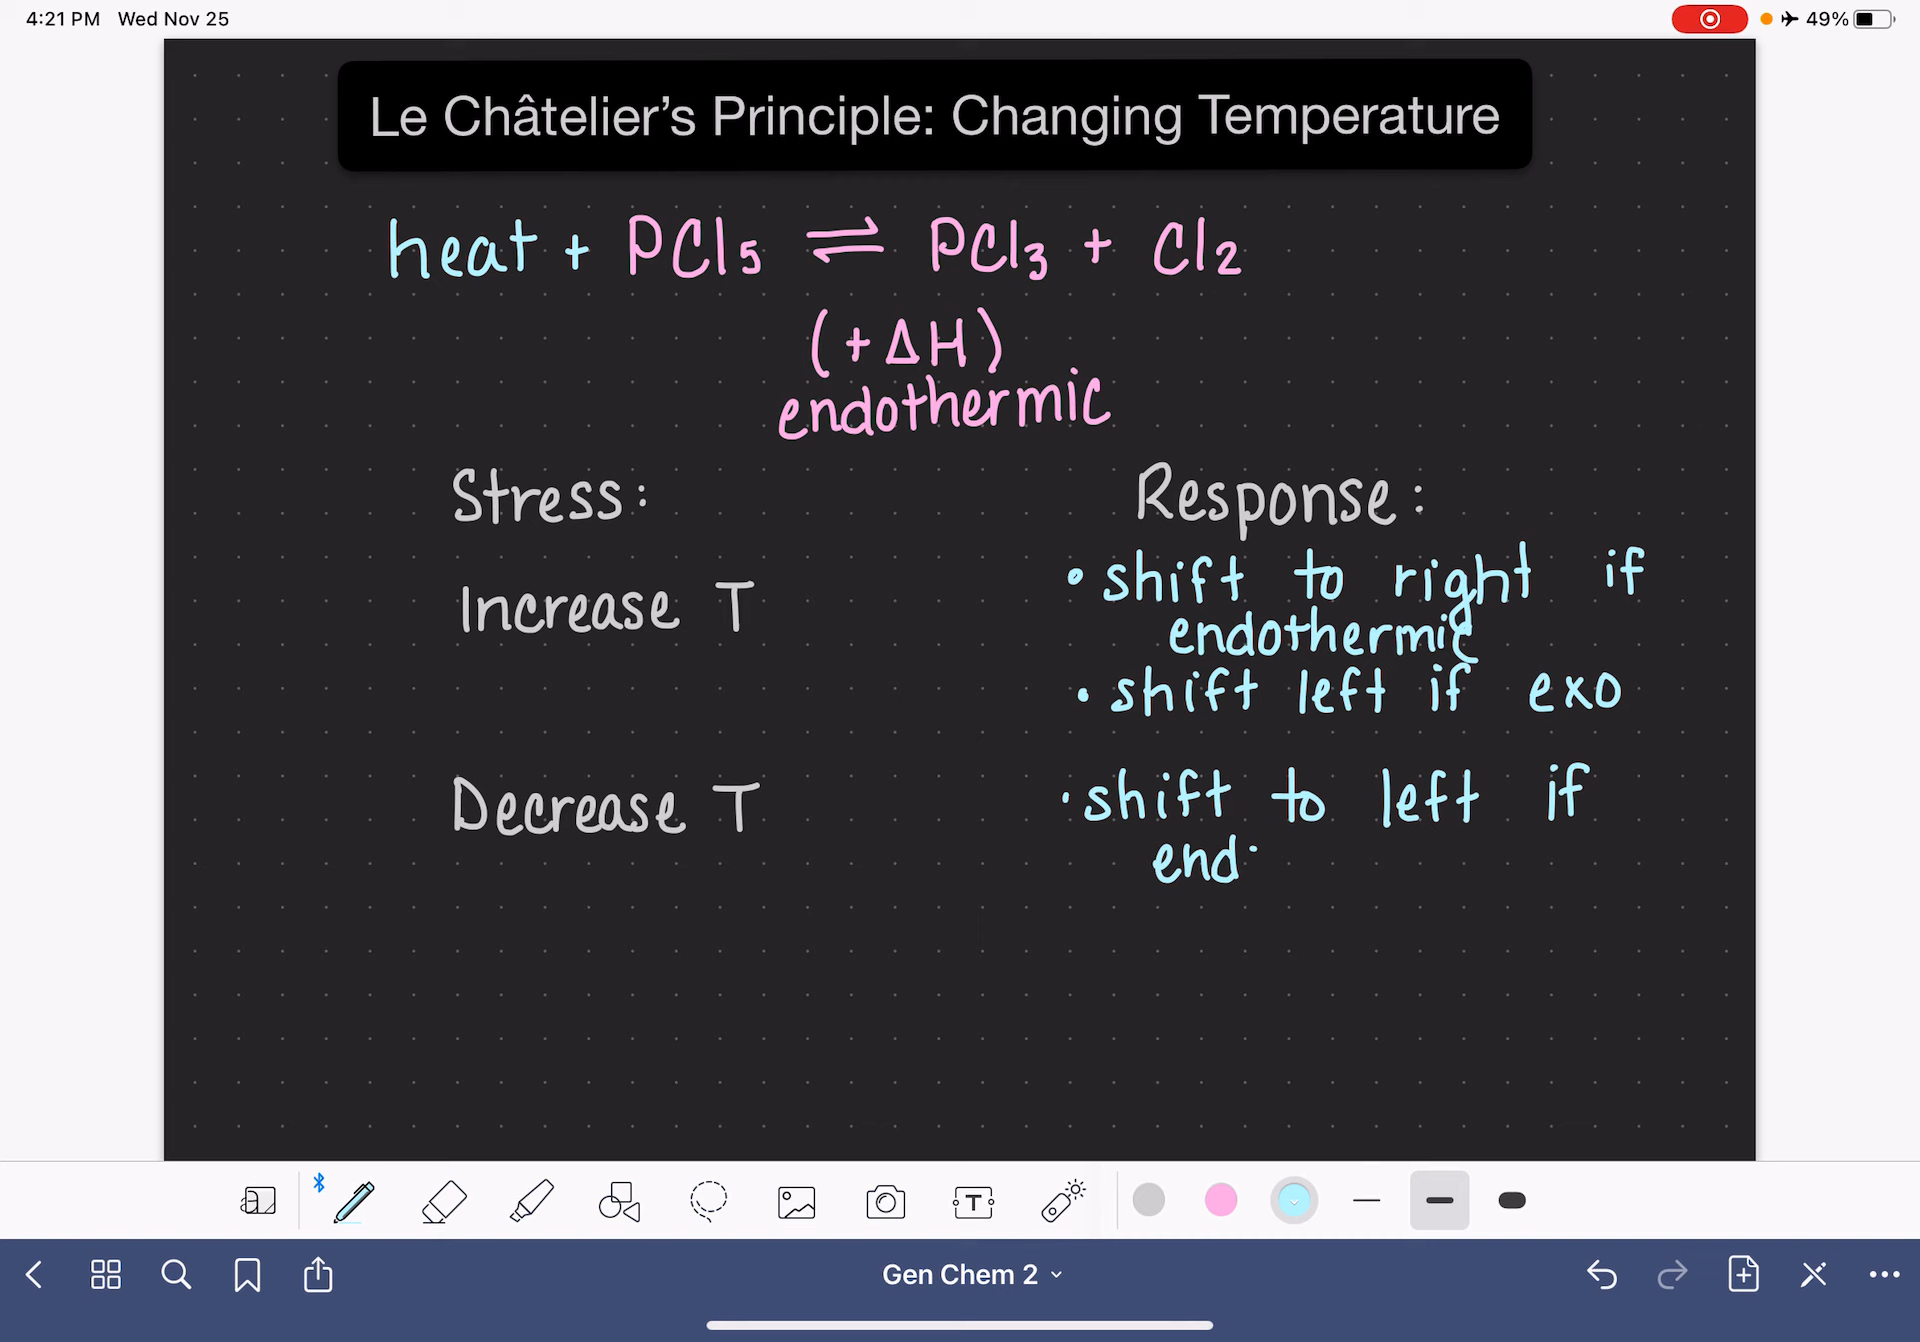 4:21 PM Wed Nov 25
49%
Le Châtelier's Principle: Changing Temperature
heat + PCl₅ ⇌ PCl₃ + Cl₂
(+ΔH)
endothermic
Stress:
Response:
Increase T
• shift to right if
endothermic
• shift left if exo
Decrease T
• shift to left if
end
Gen Chem 2